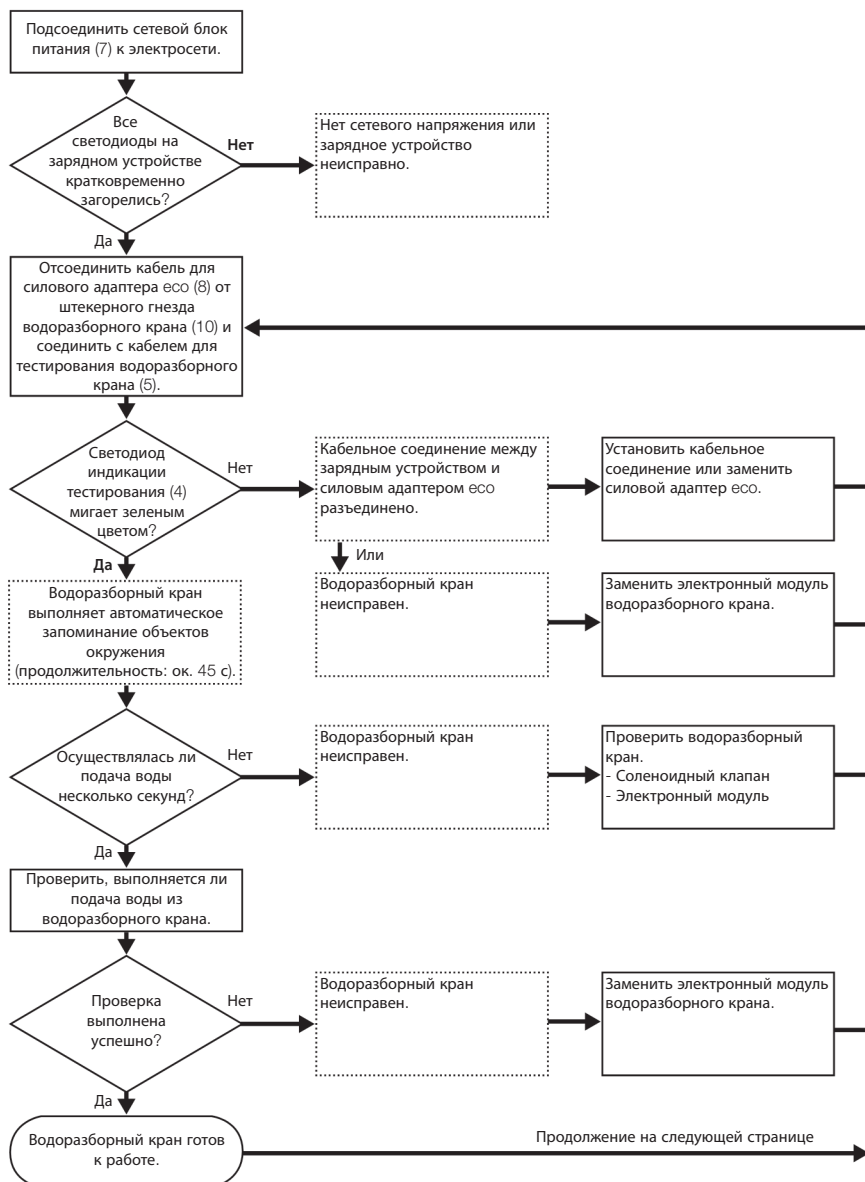 Подсоединить сетевой блок
питания (7) к электросети.
Все
светодиоды на
зарядном устройстве
кратковременно
загорелись?
Нет
Нет сетевого напряжения или
зарядное устройство
неисправно.
Да
Отсоединить кабель для
силового адаптера eco (8) от
штекерного гнезда
водоразборного крана (10) и
соединить с кабелем для
тестирования водоразборного
крана (5).
Светодиод
индикации
тестирования (4)
мигает зеленым
цветом?
Нет
Кабельное соединение между
зарядным устройством и
силовым адаптером eco
разъединено.
Установить кабельное
соединение или заменить
силовой адаптер eco.
Или
Водоразборный кран
неисправен.
Заменить электронный модуль
водоразборного крана.
Да
Водоразборный кран
выполняет автоматическое
запоминание объектов
окружения
(продолжительность: ок. 45 с).
Осуществлялась ли
подача воды
несколько секунд?
Нет
Водоразборный кран
неисправен.
Проверить водоразборный
кран.
- Соленоидный клапан
- Электронный модуль
Да
Проверить, выполняется ли
подача воды из
водоразборного крана.
Проверка
выполнена
успешно?
Нет
Водоразборный кран
неисправен.
Заменить электронный модуль
водоразборного крана.
Да
Водоразборный кран готов
к работе.
Продолжение на следующей странице